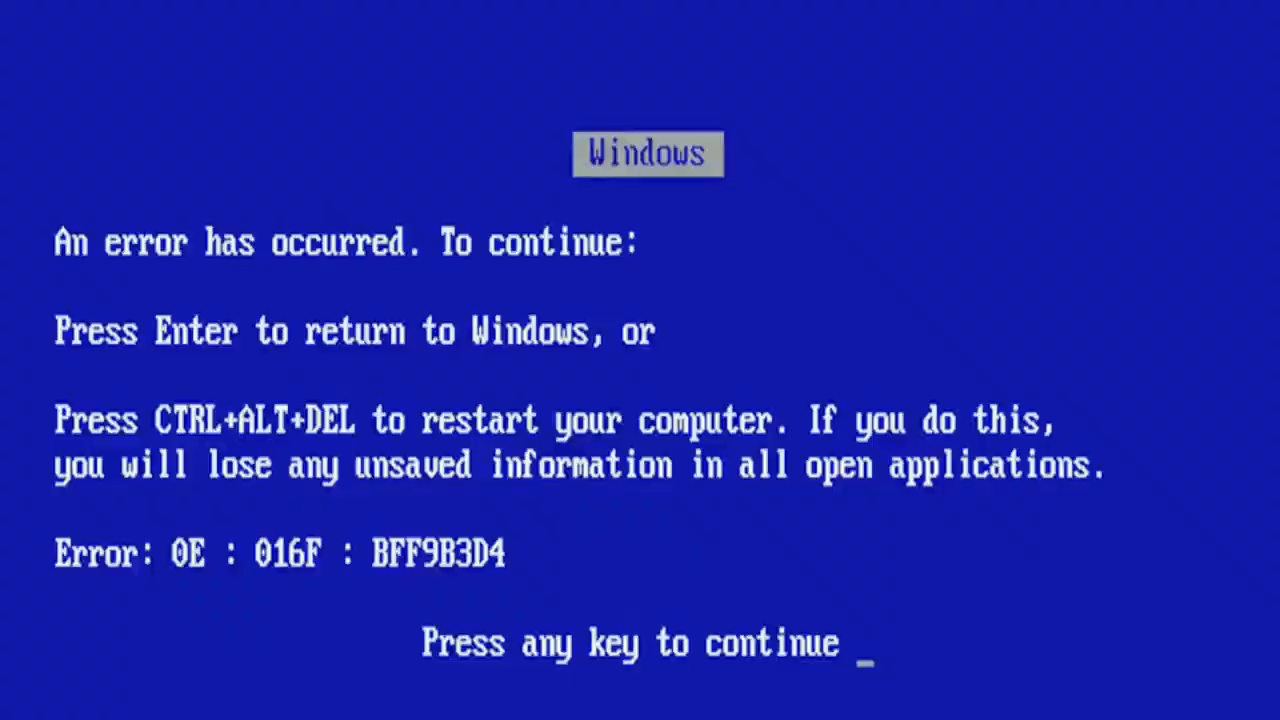 Windows
An error has occurred. To continue:
Press Enter to return to Windows, or
Press CTRL+ALT+DEL to restart your computer. If you do this,
you will lose any unsaved information in all open applications.
Error: 0E : 016F : BFF9B3D4
Press any key to continue _